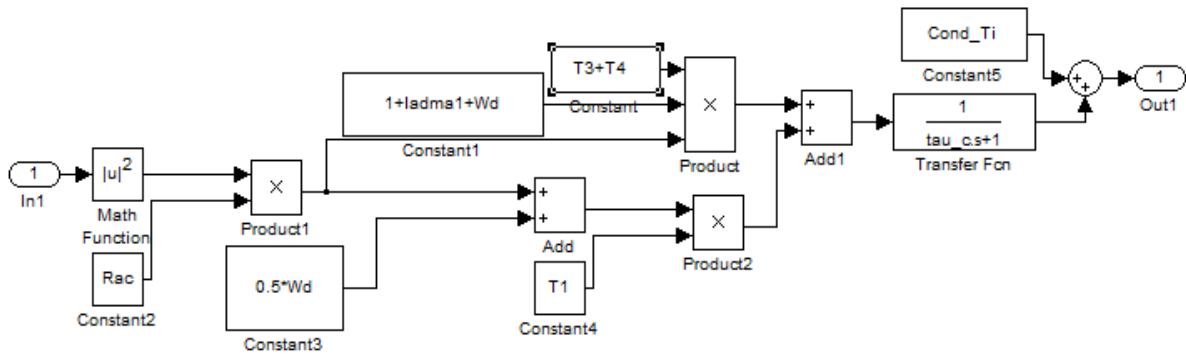 Cond_Ti
Constant5
T3+T4
Constant
1+Iadma1+Wd
Constant1
×
Product
+
+
Add1
1
tau_c.s+1
Transfer Fcn
+
+
1
Out1
1
In1
|u|²
Math
Function
×
Product1
+
+
Add
×
Product2
Rac
Constant2
0.5*Wd
Constant3
T1
Constant4